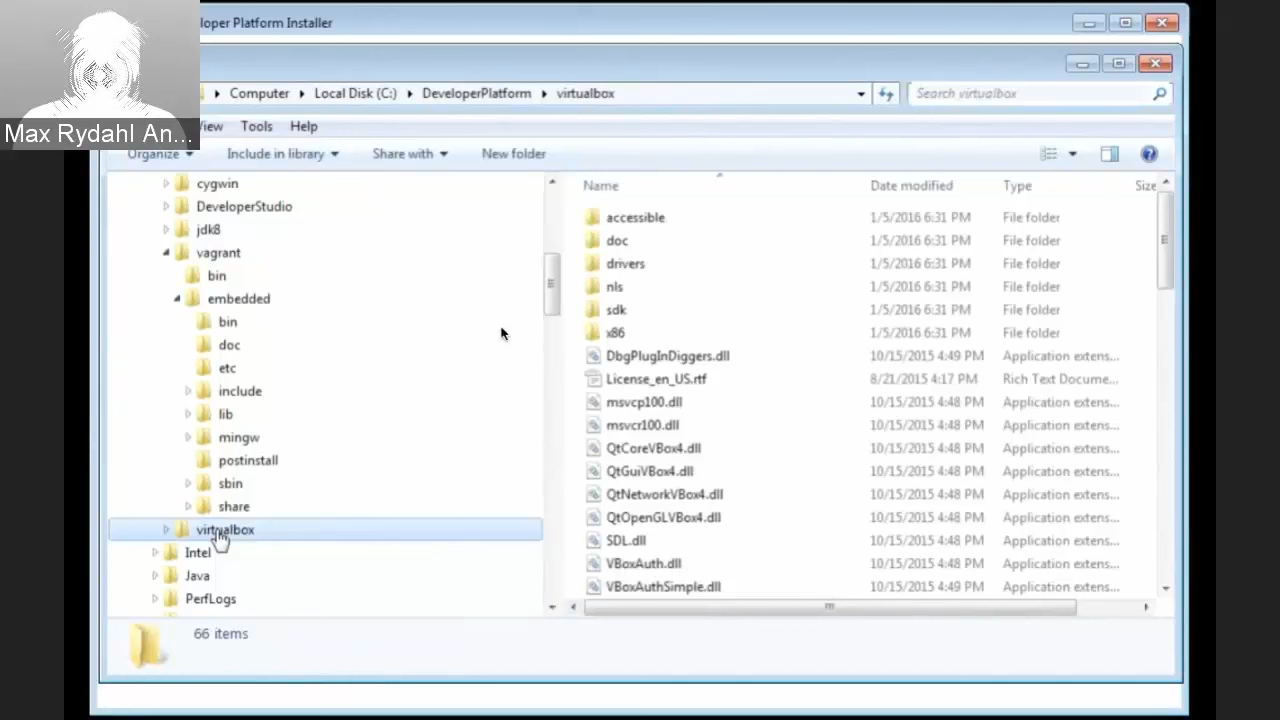 loper Platform Installer
Computer Local Disk (C:) DeveloperPlatform virtualbox Search virtualbox
Max Rydahl An...
View Tools Help
Organize Include in library Share with New folder
cygwin
DeveloperStudio
jdk8
vagrant
bin
embedded
bin
doc
etc
include
lib
mingw
postinstall
sbin
share
virtualbox
Intel
Java
PerfLogs
Name Date modified Type Size
accessible 1/5/2016 6:31 PM File folder
doc 1/5/2016 6:31 PM File folder
drivers 1/5/2016 6:31 PM File folder
nls 1/5/2016 6:31 PM File folder
sdk 1/5/2016 6:31 PM File folder
x86 1/5/2016 6:31 PM File folder
DbgPlugInDiggers.dll 10/15/2015 4:49 PM Application extens...
License_en_US.rtf 8/21/2015 4:17 PM Rich Text Docume...
msvcp100.dll 10/15/2015 4:48 PM Application extens...
msvcr100.dll 10/15/2015 4:48 PM Application extens...
QtCoreVBox4.dll 10/15/2015 4:48 PM Application extens...
QtGuiVBox4.dll 10/15/2015 4:48 PM Application extens...
QtNetworkVBox4.dll 10/15/2015 4:48 PM Application extens...
QtOpenGLVBox4.dll 10/15/2015 4:48 PM Application extens...
SDL.dll 10/15/2015 4:48 PM Application extens...
VBoxAuth.dll 10/15/2015 4:48 PM Application extens...
VBoxAuthSimple.dll 10/15/2015 4:49 PM Application extens...
66 items